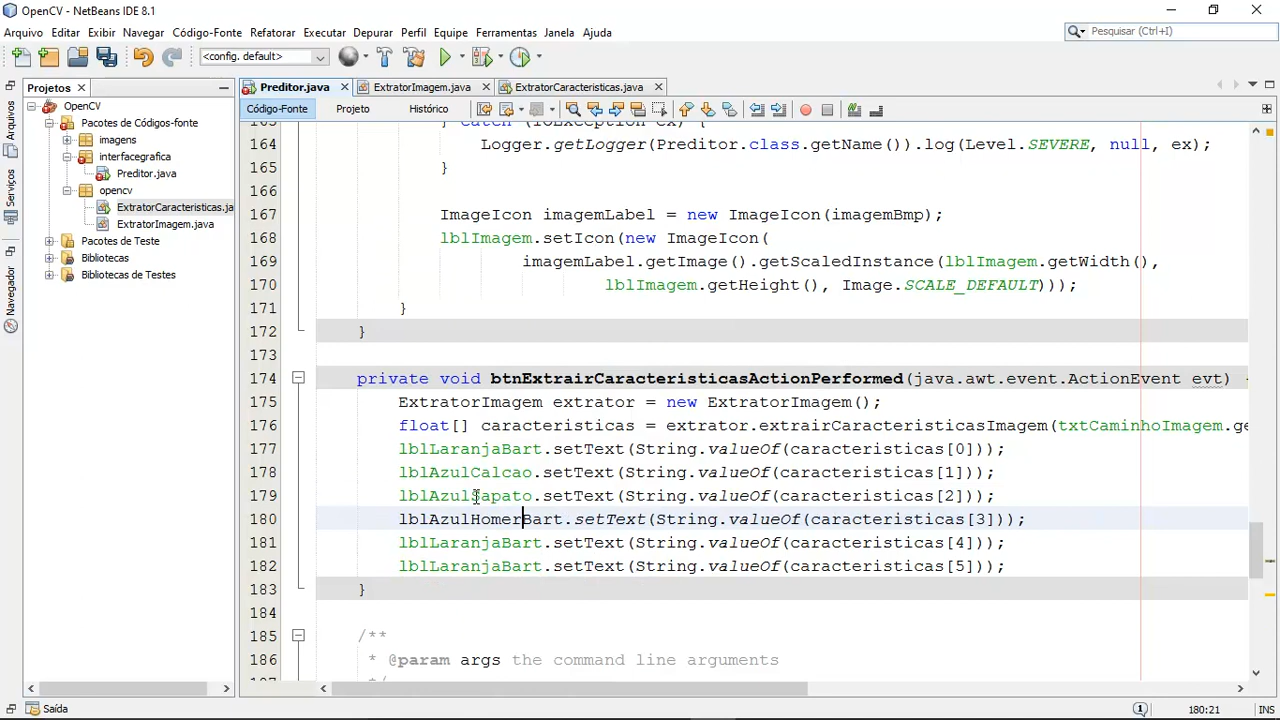 OpenCV - NetBeans IDE 8.1
Arquivo Editar Exibir Navegar Código-Fonte Refatorar Executar Depurar Perfil Equipe Ferramentas Janela Ajuda
Pesquisar (Ctrl+I)
<config. default>
Projetos
Preditor.java
ExtratorImagem.java
ExtratorCaracteristicas.java
Código-Fonte
Projeto
Histórico
Arquivos
Serviços
Navegador
OpenCV
Pacotes de Códigos-fonte
imagens
interfacegrafica
Preditor.java
opencv
ExtratorCaracteristicas.ja
ExtratorImagem.java
Pacotes de Teste
Bibliotecas
Bibliotecas de Testes
163 } catch (IOException ex) {
164 Logger.getLogger(Preditor.class.getName()).log(Level.SEVERE, null, ex);
165 }
166
167 ImageIcon imagemLabel = new ImageIcon(imagemBmp);
168 lblImagem.setIcon(new ImageIcon(
169 imagemLabel.getImage().getScaledInstance(lblImagem.getWidth(),
170 lblImagem.getHeight(), Image.SCALE_DEFAULT)));
171 }
172 }
173
174 private void btnExtrairCaracteristicasActionPerformed(java.awt.event.ActionEvent evt) {
175 ExtratorImagem extrator = new ExtratorImagem();
176 float[] caracteristicas = extrator.extrairCaracteristicasImagem(txtCaminhoImagem.ge
177 lblLaranjaBart.setText(String.valueOf(caracteristicas[0]));
178 lblAzulCalcao.setText(String.valueOf(caracteristicas[1]));
179 lblAzulSapato.setText(String.valueOf(caracteristicas[2]));
180 lblAzulHomerBart.setText(String.valueOf(caracteristicas[3]));
181 lblLaranjaBart.setText(String.valueOf(caracteristicas[4]));
182 lblLaranjaBart.setText(String.valueOf(caracteristicas[5]));
183 }
184
185 /**
186 * @param args the command line arguments
Saída
1
180:21
INS